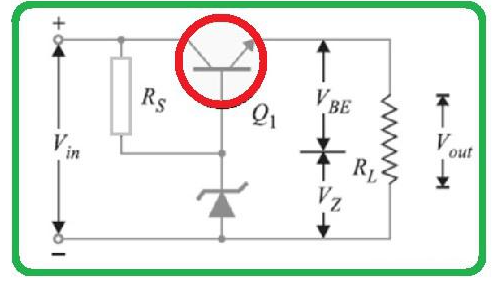 +
R_S
Q_1
V_BE
V_in
V_out
R_L
V_Z
−